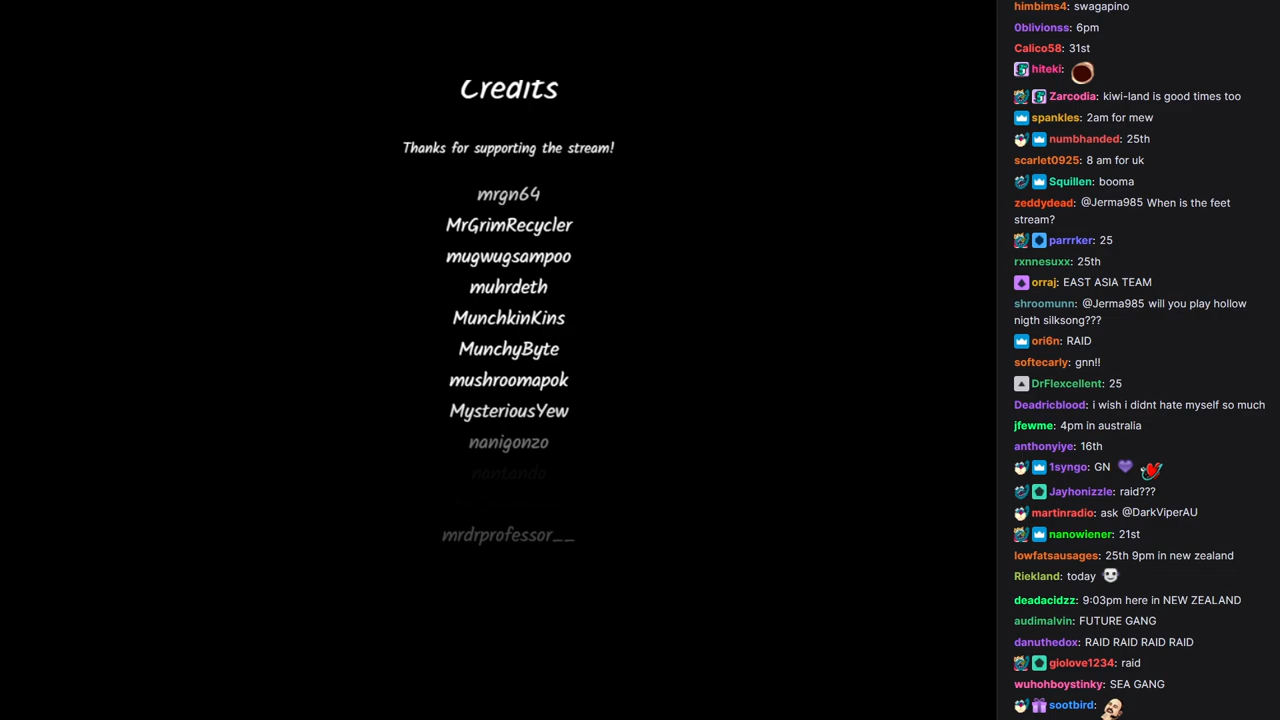 Credits
Thanks for supporting the stream!
mrgn64
MrGrimRecycler
mugwugsampoo
muhrdeth
MunchkinKins
MunchyByte
mushroomapok
MysteriousYew
nanigonzo
nantando
mrdrprofessor__
himbims4: swagapino
0blivionss: 6pm
Calico58: 31st
hiteki:
Zarcodia: kiwi-land is good times too
spankles: 2am for mew
numbhanded: 25th
scarlet0925: 8 am for uk
Squillen: booma
zeddydead: @Jerma985 When is the feet
stream?
parrrker: 25
rxnnesuxx: 25th
orraj: EAST ASIA TEAM
shroomunn: @Jerma985 will you play hollow
nigth silksong???
ori6n: RAID
softecarly: gnn!!
DrFlexcellent: 25
Deadricblood: i wish i didnt hate myself so much
jfewme: 4pm in australia
anthonyiye: 16th
1syngo: GN
Jayhonizzle: raid???
martinradio: ask @DarkViperAU
nanowiener: 21st
lowfatsausages: 25th 9pm in new zealand
Riekland: today
deadacidzz: 9:03pm here in NEW ZEALAND
audimalvin: FUTURE GANG
danuthedox: RAID RAID RAID RAID
giolove1234: raid
wuhohboystinky: SEA GANG
sootbird: